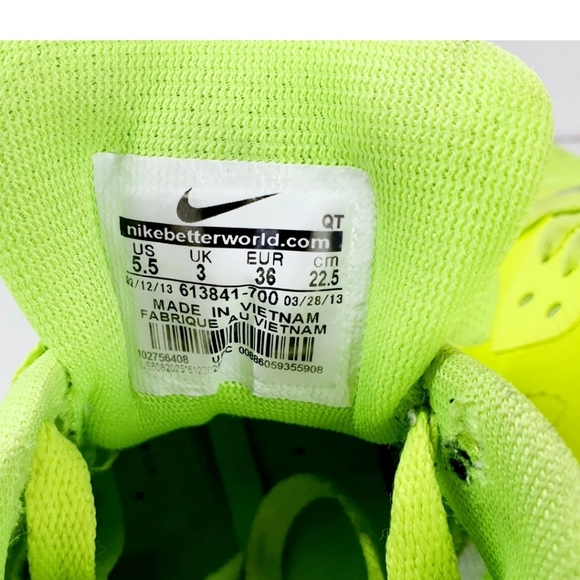 QT
nikebetterworld.com
US UK EUR cm
5.5 3 36 22.5
02/12/13 613841-700 03/28/13
MADE IN VIETNAM
FABRIQUE AU VIETNAM
102756408 UPC 00886059355908